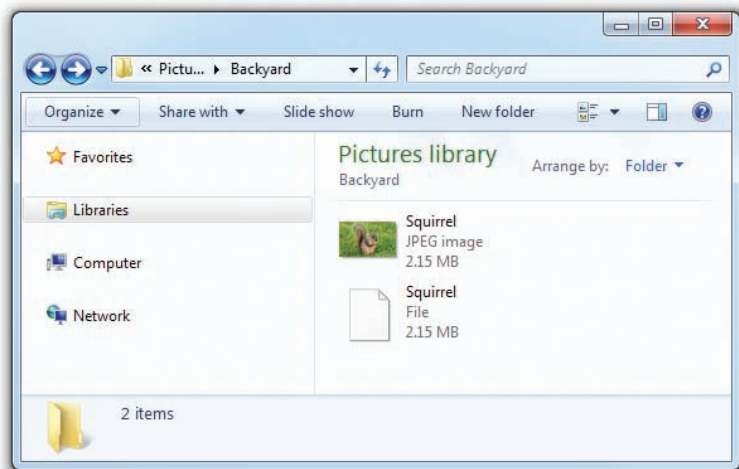 « Pictu... Backyard
Search Backyard
Organize Share with Slide show Burn New folder
Favorites
Libraries
Computer
Network
Pictures library
Backyard
Arrange by: Folder
Squirrel
JPEG image
2.15 MB
Squirrel
File
2.15 MB
2 items